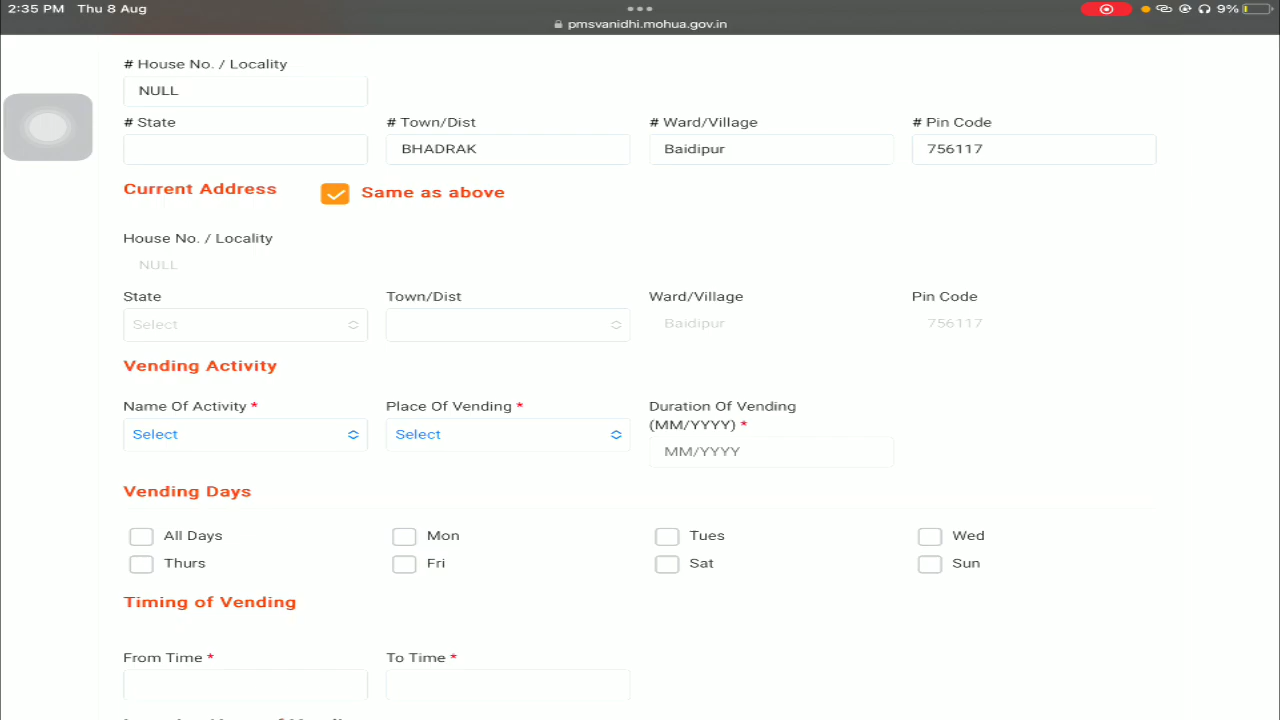 2:35 PM Thu 8 Aug
9%
pmsvanidhi.mohua.gov.in
# House No. / Locality
NULL
# State # Town/Dist # Ward/Village # Pin Code
BHADRAK Baidipur 756117
Current Address Same as above
House No. / Locality
NULL
State Town/Dist Ward/Village Pin Code
Select Baidipur 756117
Vending Activity
Name Of Activity * Place Of Vending * Duration Of Vending
(MM/YYYY) *
Select Select MM/YYYY
Vending Days
All Days Mon Tues Wed
Thurs Fri Sat Sun
Timing of Vending
From Time * To Time *